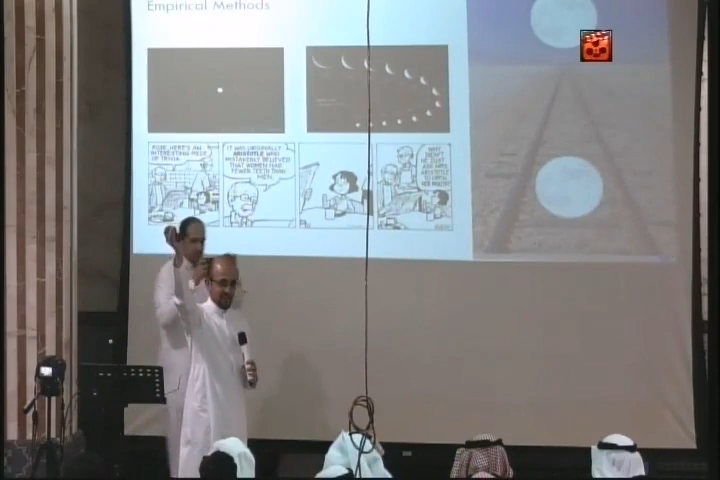 Empirical Methods
HERE'S AN
INTERESTING PIECE
OF TRIVIA.
IT WAS
ARISTOTLE WHO
MISTAKENLY BELIEVED
THAT WOMEN HAD
FEWER TEETH THAN
MEN.
WHY
DIDN'T
HE JUST
ASK MRS.
ARISTOTLE
TO OPEN
HER MOUTH?